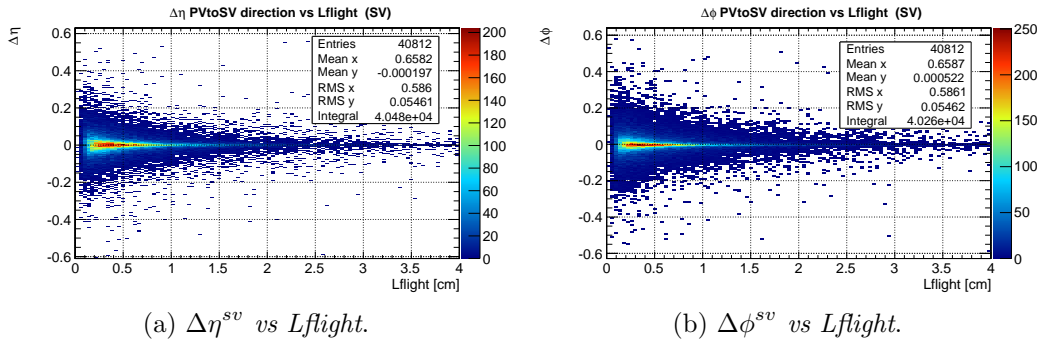 Δη PVtoSV direction vs Lflight (SV)
Δη
0.6
0.4
0.2
0
-0.2
-0.4
-0.6
0 0.5 1 1.5 2 2.5 3 3.5 4
Lflight [cm]
Entries 40812
Mean x 0.6582
Mean y -0.000197
RMS x 0.586
RMS y 0.05461
Integral 4.048e+04
200
180
160
140
120
100
80
60
40
20
0
(a) Δη^sv vs Lflight.
Δϕ PVtoSV direction vs Lflight (SV)
Δϕ
0.6
0.4
0.2
0
-0.2
-0.4
-0.6
0 0.5 1 1.5 2 2.5 3 3.5 4
Lflight [cm]
Entries 40812
Mean x 0.6587
Mean y 0.000522
RMS x 0.5861
RMS y 0.05462
Integral 4.026e+04
250
200
150
100
50
0
(b) Δϕ^sv vs Lflight.